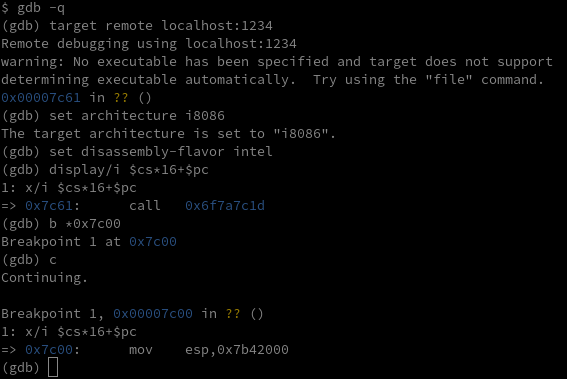 $ gdb -q
(gdb) target remote localhost:1234
Remote debugging using localhost:1234
warning: No executable has been specified and target does not support
determining executable automatically.  Try using the "file" command.
0x00007c61 in ?? ()
(gdb) set architecture i8086
The target architecture is set to "i8086".
(gdb) set disassembly-flavor intel
(gdb) display/i $cs*16+$pc
1: x/i $cs*16+$pc
=> 0x7c61:      call   0x6f7a7c1d
(gdb) b *0x7c00
Breakpoint 1 at 0x7c00
(gdb) c
Continuing.

Breakpoint 1, 0x00007c00 in ?? ()
1: x/i $cs*16+$pc
=> 0x7c00:      mov    esp,0x7b42000
(gdb)